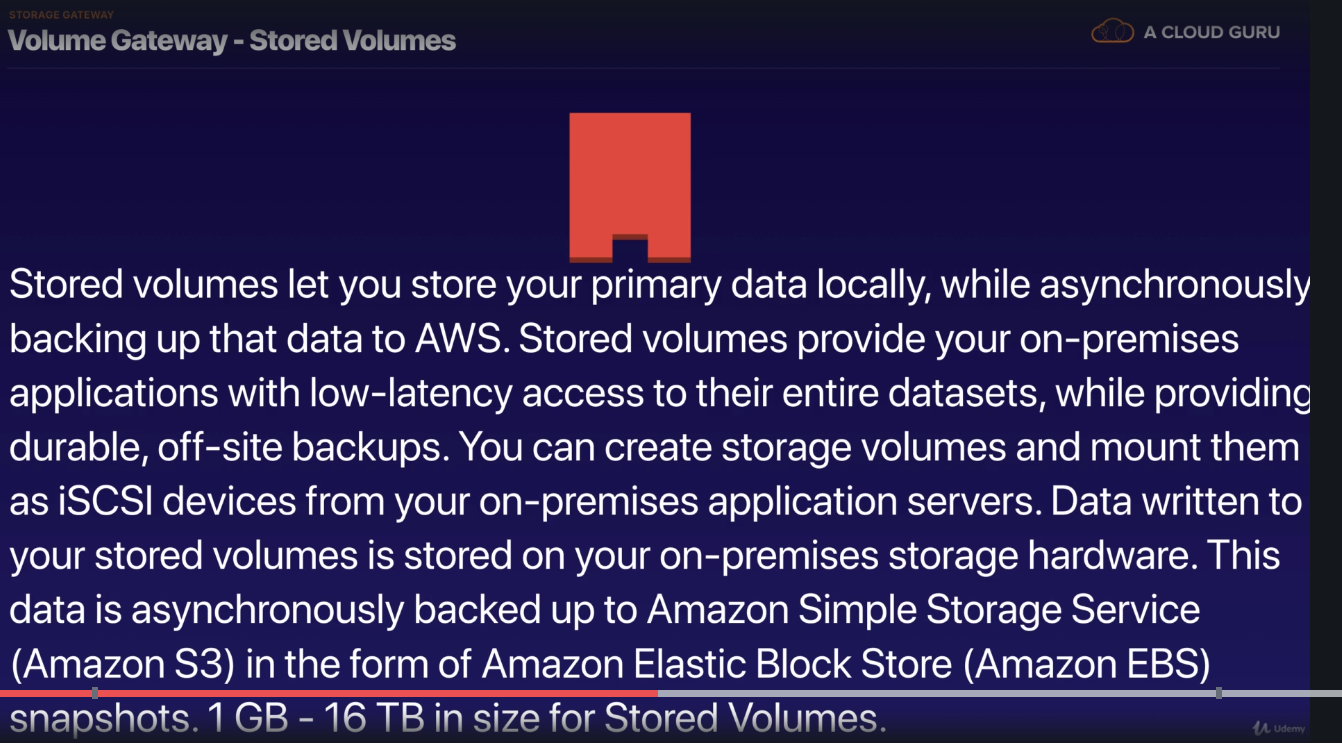 STORAGE GATEWAY
Volume Gateway - Stored Volumes
A CLOUD GURU
Stored volumes let you store your primary data locally, while asynchronously
backing up that data to AWS. Stored volumes provide your on-premises
applications with low-latency access to their entire datasets, while providing
durable, off-site backups. You can create storage volumes and mount them
as iSCSI devices from your on-premises application servers. Data written to
your stored volumes is stored on your on-premises storage hardware. This
data is asynchronously backed up to Amazon Simple Storage Service
(Amazon S3) in the form of Amazon Elastic Block Store (Amazon EBS)
snapshots. 1 GB - 16 TB in size for Stored Volumes.
Udemy